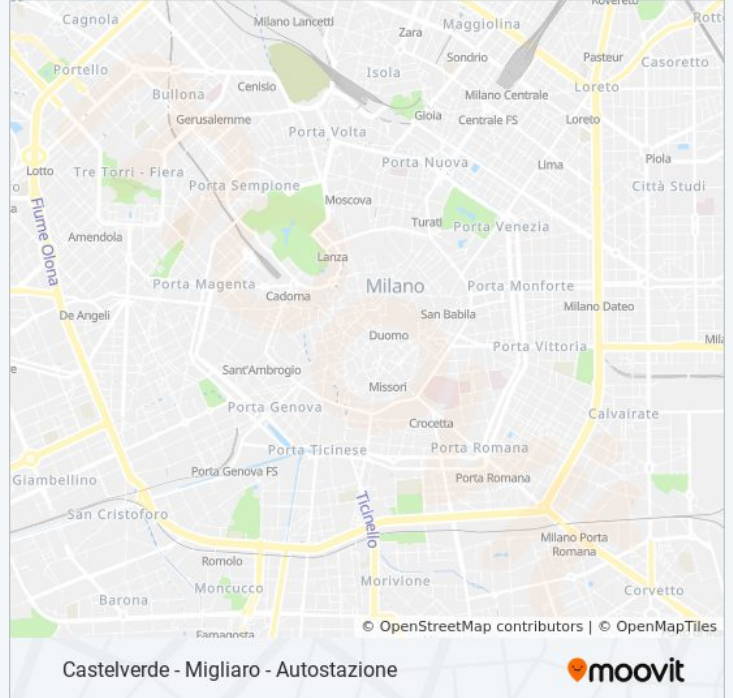 Rovereto
Cagnola
Milano Lancetti
Maggiolina
Rott
Zara
Portello
Sondrio
Pasteur
Casoretto
Isola
Bullona
Cenisio
Milano Centrale
Loreto
Gerusalemme
Gioia
Centrale FS
Loreto
Porta Volta
Lotto
Tre Torri - Fiera
Porta Nuova
Lima
Piola
o
Porta Sempione
Città Studi
a
Moscova
Fiume Olona
Amendola
Turati
Porta Venezia
Lanza
Porta Magenta
Cadorna
Milano
Porta Monforte
De Angeli
San Babila
Milano Dateo
Duomo
Porta Vittoria
Mila
e
Sant'Ambrogio
Missori
Porta Genova
Crocetta
Calvairate
Porta Ticinese
Porta Romana
Giambellino
Porta Genova FS
Porta Romana
San Cristoforo
Ticinello
Milano Porta
Romana
Romolo
Moncucco
Morivione
Corvetto
Barona
Famagosta
© OpenStreetMap contributors | © OpenMapTiles
Castelverde - Migliaro - Autostazione
moovit